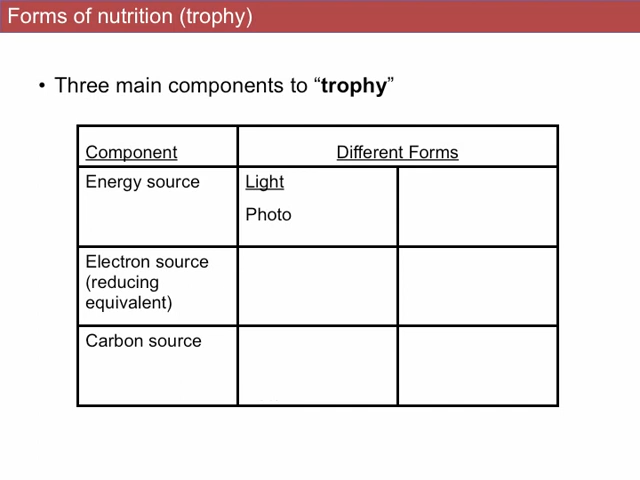 Forms of nutrition (trophy)
• Three main components to “trophy”
Component Different Forms
Energy source Light
Photo
Electron source
(reducing
equivalent)
Carbon source